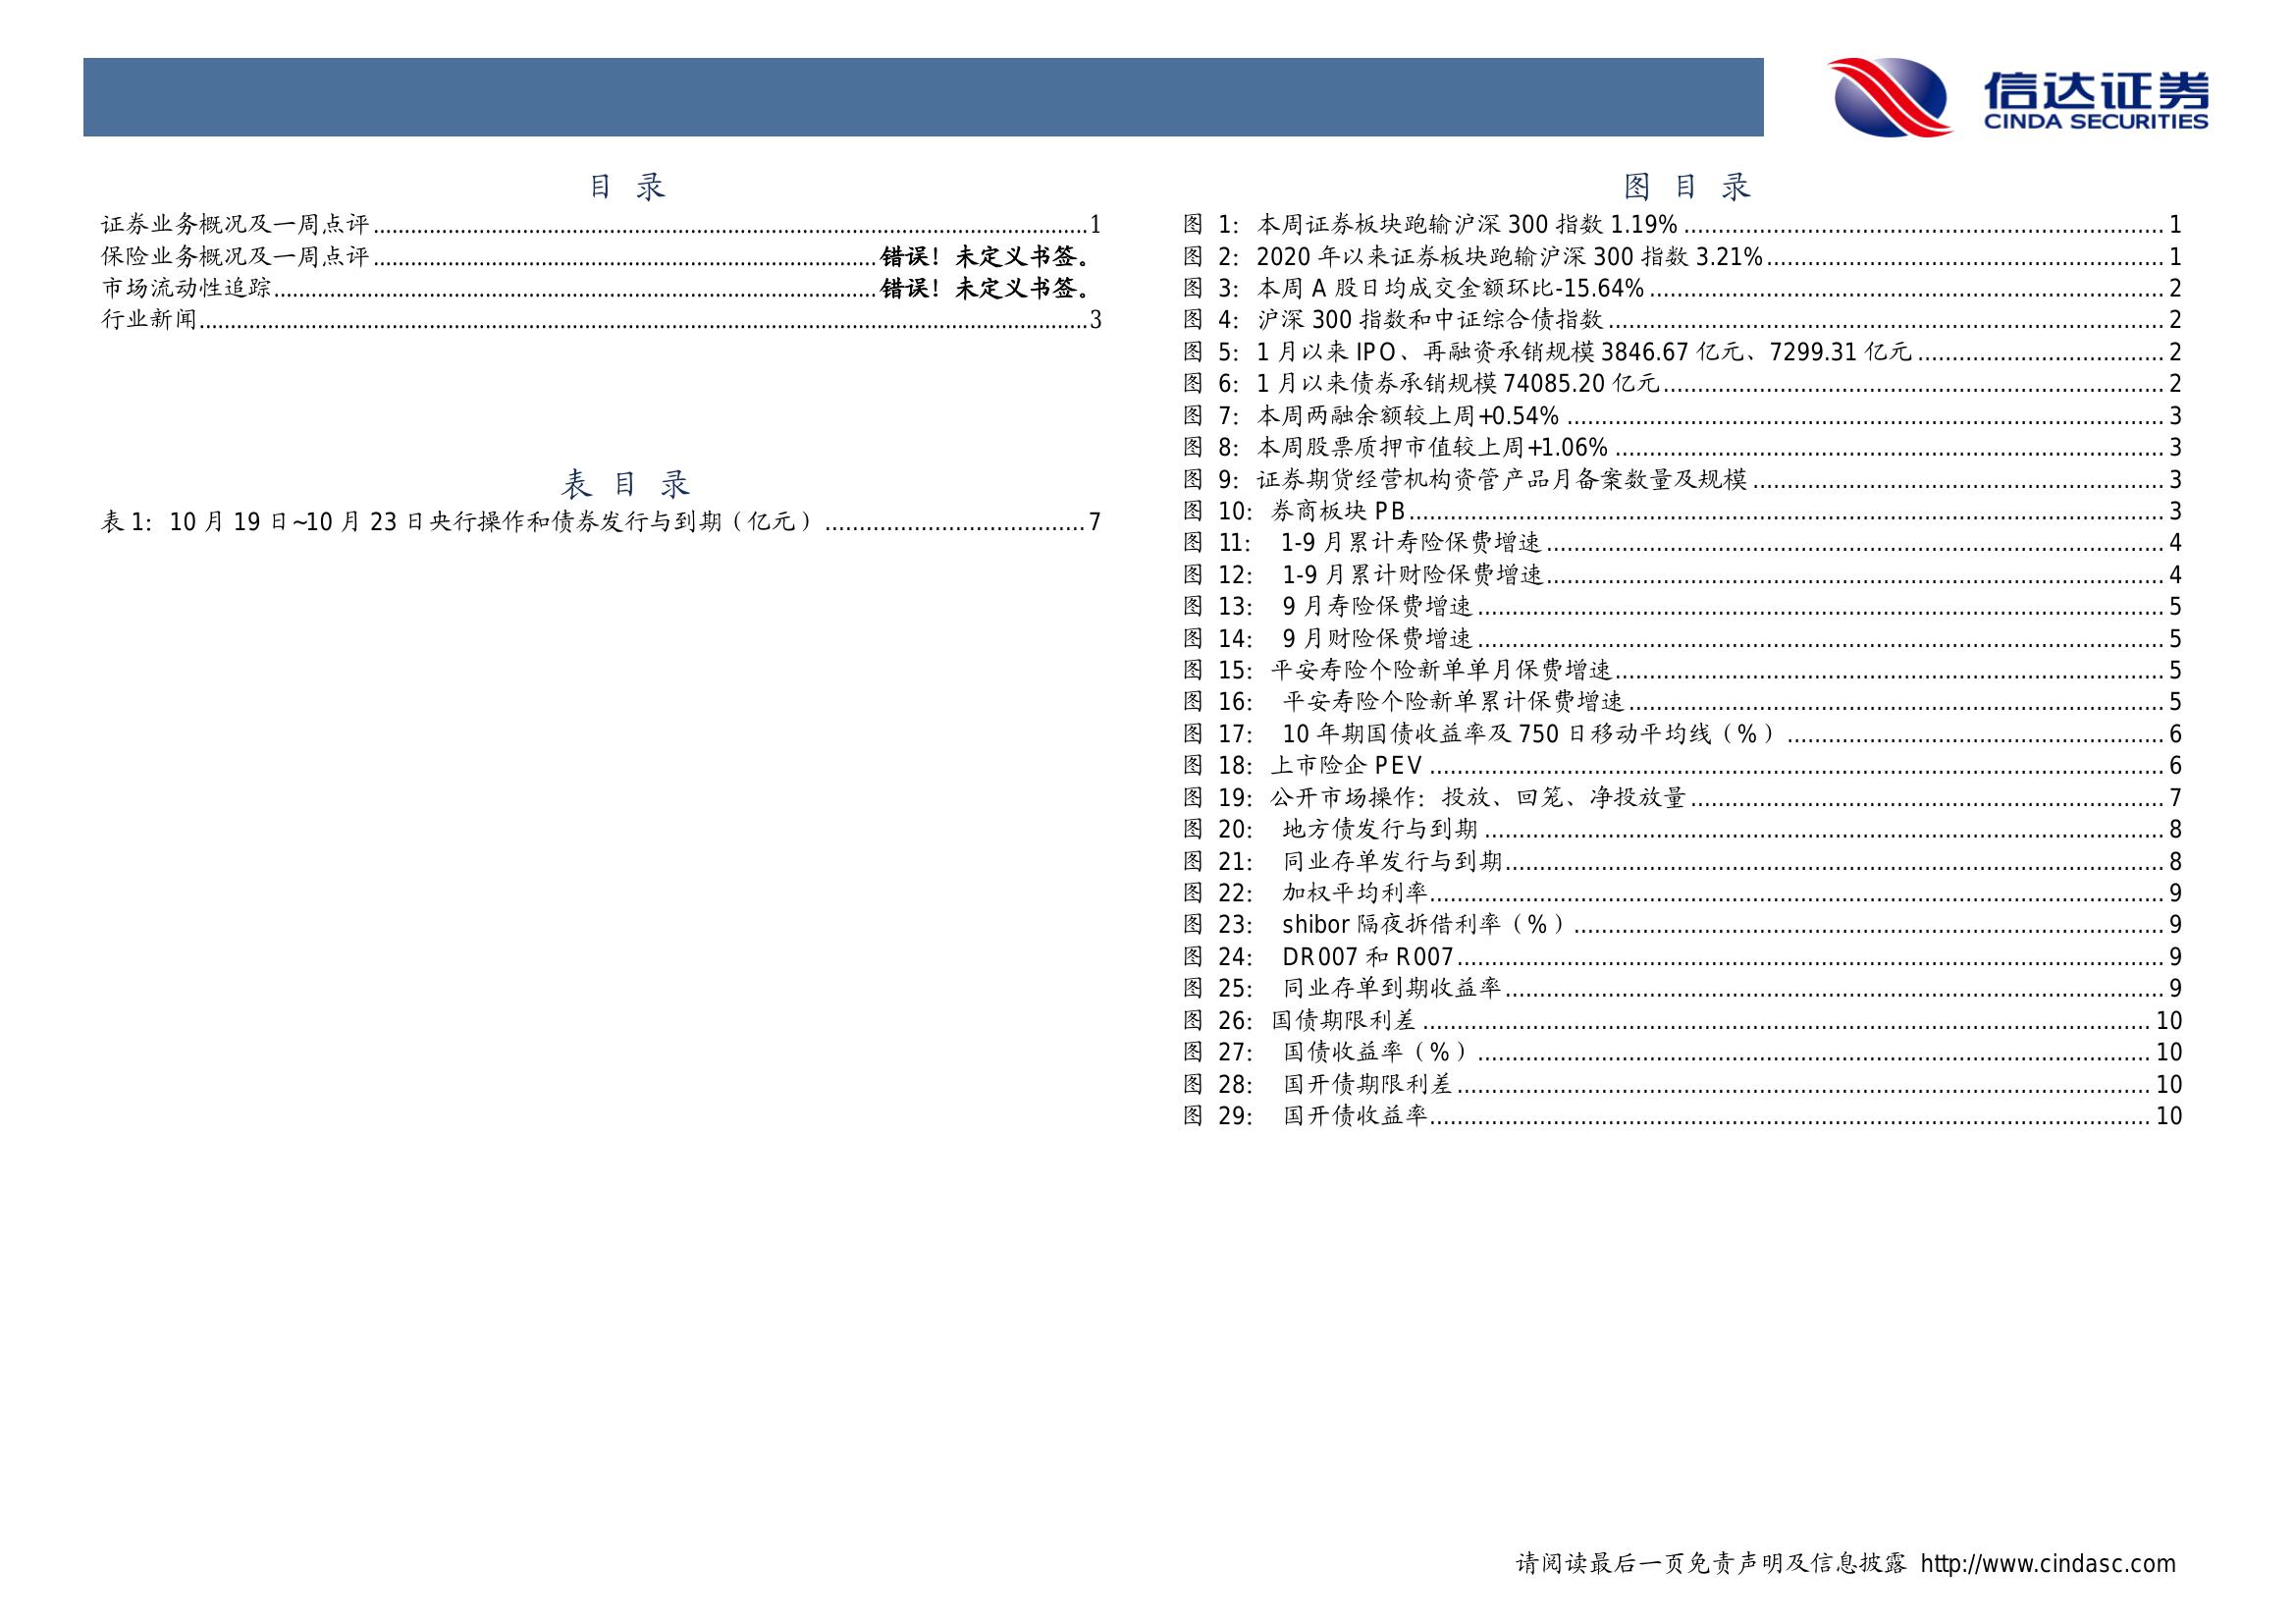 信达证券
CINDA SECURITIES
目 录
证券业务概况及一周点评........................................1
保险业务概况及一周点评........................................错误！未定义书签。
市场流动性追踪........................................错误！未定义书签。
行业新闻........................................3
表 目 录
表 1：10 月 19 日~10 月 23 日央行操作和债券发行与到期（亿元）........................................7
图 目 录
图 1：本周证券板块跑输沪深 300 指数 1.19%........................................1
图 2：2020 年以来证券板块跑输沪深 300 指数 3.21%........................................1
图 3：本周 A 股日均成交金额环比-15.64%........................................2
图 4：沪深 300 指数和中证综合债指数........................................2
图 5：1 月以来 IPO、再融资承销规模 3846.67 亿元、7299.31 亿元........................................2
图 6：1 月以来债券承销规模 74085.20 亿元........................................2
图 7：本周两融余额较上周+0.54%........................................3
图 8：本周股票质押市值较上周+1.06%........................................3
图 9：证券期货经营机构资管产品月备案数量及规模........................................3
图 10：券商板块 PB........................................3
图 11： 1-9 月累计寿险保费增速........................................4
图 12： 1-9 月累计财险保费增速........................................4
图 13： 9 月寿险保费增速........................................5
图 14： 9 月财险保费增速........................................5
图 15：平安寿险个险新单单月保费增速........................................5
图 16： 平安寿险个险新单累计保费增速........................................5
图 17： 10 年期国债收益率及 750 日移动平均线（%）........................................6
图 18：上市险企 PEV........................................6
图 19：公开市场操作：投放、回笼、净投放量........................................7
图 20： 地方债发行与到期........................................8
图 21： 同业存单发行与到期........................................8
图 22： 加权平均利率........................................9
图 23： shibor 隔夜拆借利率（%）........................................9
图 24： DR007 和 R007........................................9
图 25： 同业存单到期收益率........................................9
图 26：国债期限利差........................................10
图 27： 国债收益率（%）........................................10
图 28： 国开债期限利差........................................10
图 29： 国开债收益率........................................10
请阅读最后一页免责声明及信息披露 http://www.cindasc.com